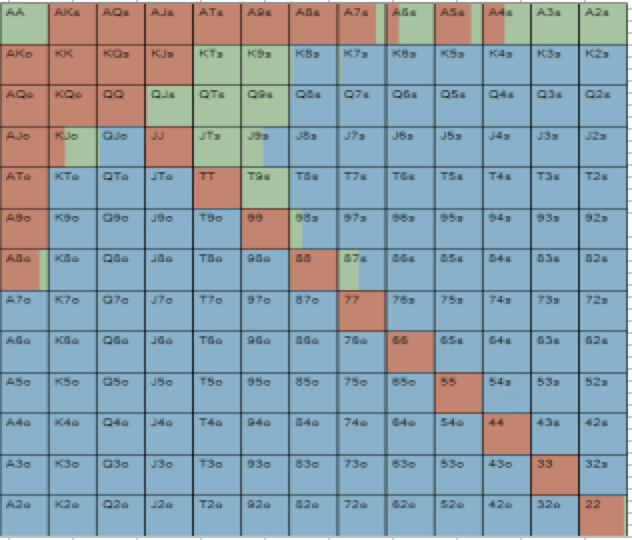 AA AKs AQs AJs ATs A9s A8s A7s A6s A5s A4s A3s A2s
AKo KK KQs KJs KTs K9s K8s K7s K6s K5s K4s K3s K2s
AQo KQo QQ QJs QTs Q9s Q8s Q7s Q6s Q5s Q4s Q3s Q2s
AJo KJo QJo JJ JTs J9s J8s J7s J6s J5s J4s J3s J2s
ATo KTo QTo JTo TT T9s T8s T7s T6s T5s T4s T3s T2s
A9o K9o Q9o J9o T9o 99 98s 97s 96s 95s 94s 93s 92s
A8o K8o Q8o J8o T8o 98o 88 87s 86s 85s 84s 83s 82s
A7o K7o Q7o J7o T7o 97o 87o 77 76s 75s 74s 73s 72s
A6o K6o Q6o J6o T6o 96o 86o 76o 66 65s 64s 63s 62s
A5o K5o Q5o J5o T5o 95o 85o 75o 65o 55 54s 53s 52s
A4o K4o Q4o J4o T4o 94o 84o 74o 64o 54o 44 43s 42s
A3o K3o Q3o J3o T3o 93o 83o 73o 63o 53o 43o 33 32s
A2o K2o Q2o J2o T2o 92o 82o 72o 62o 52o 42o 32o 22